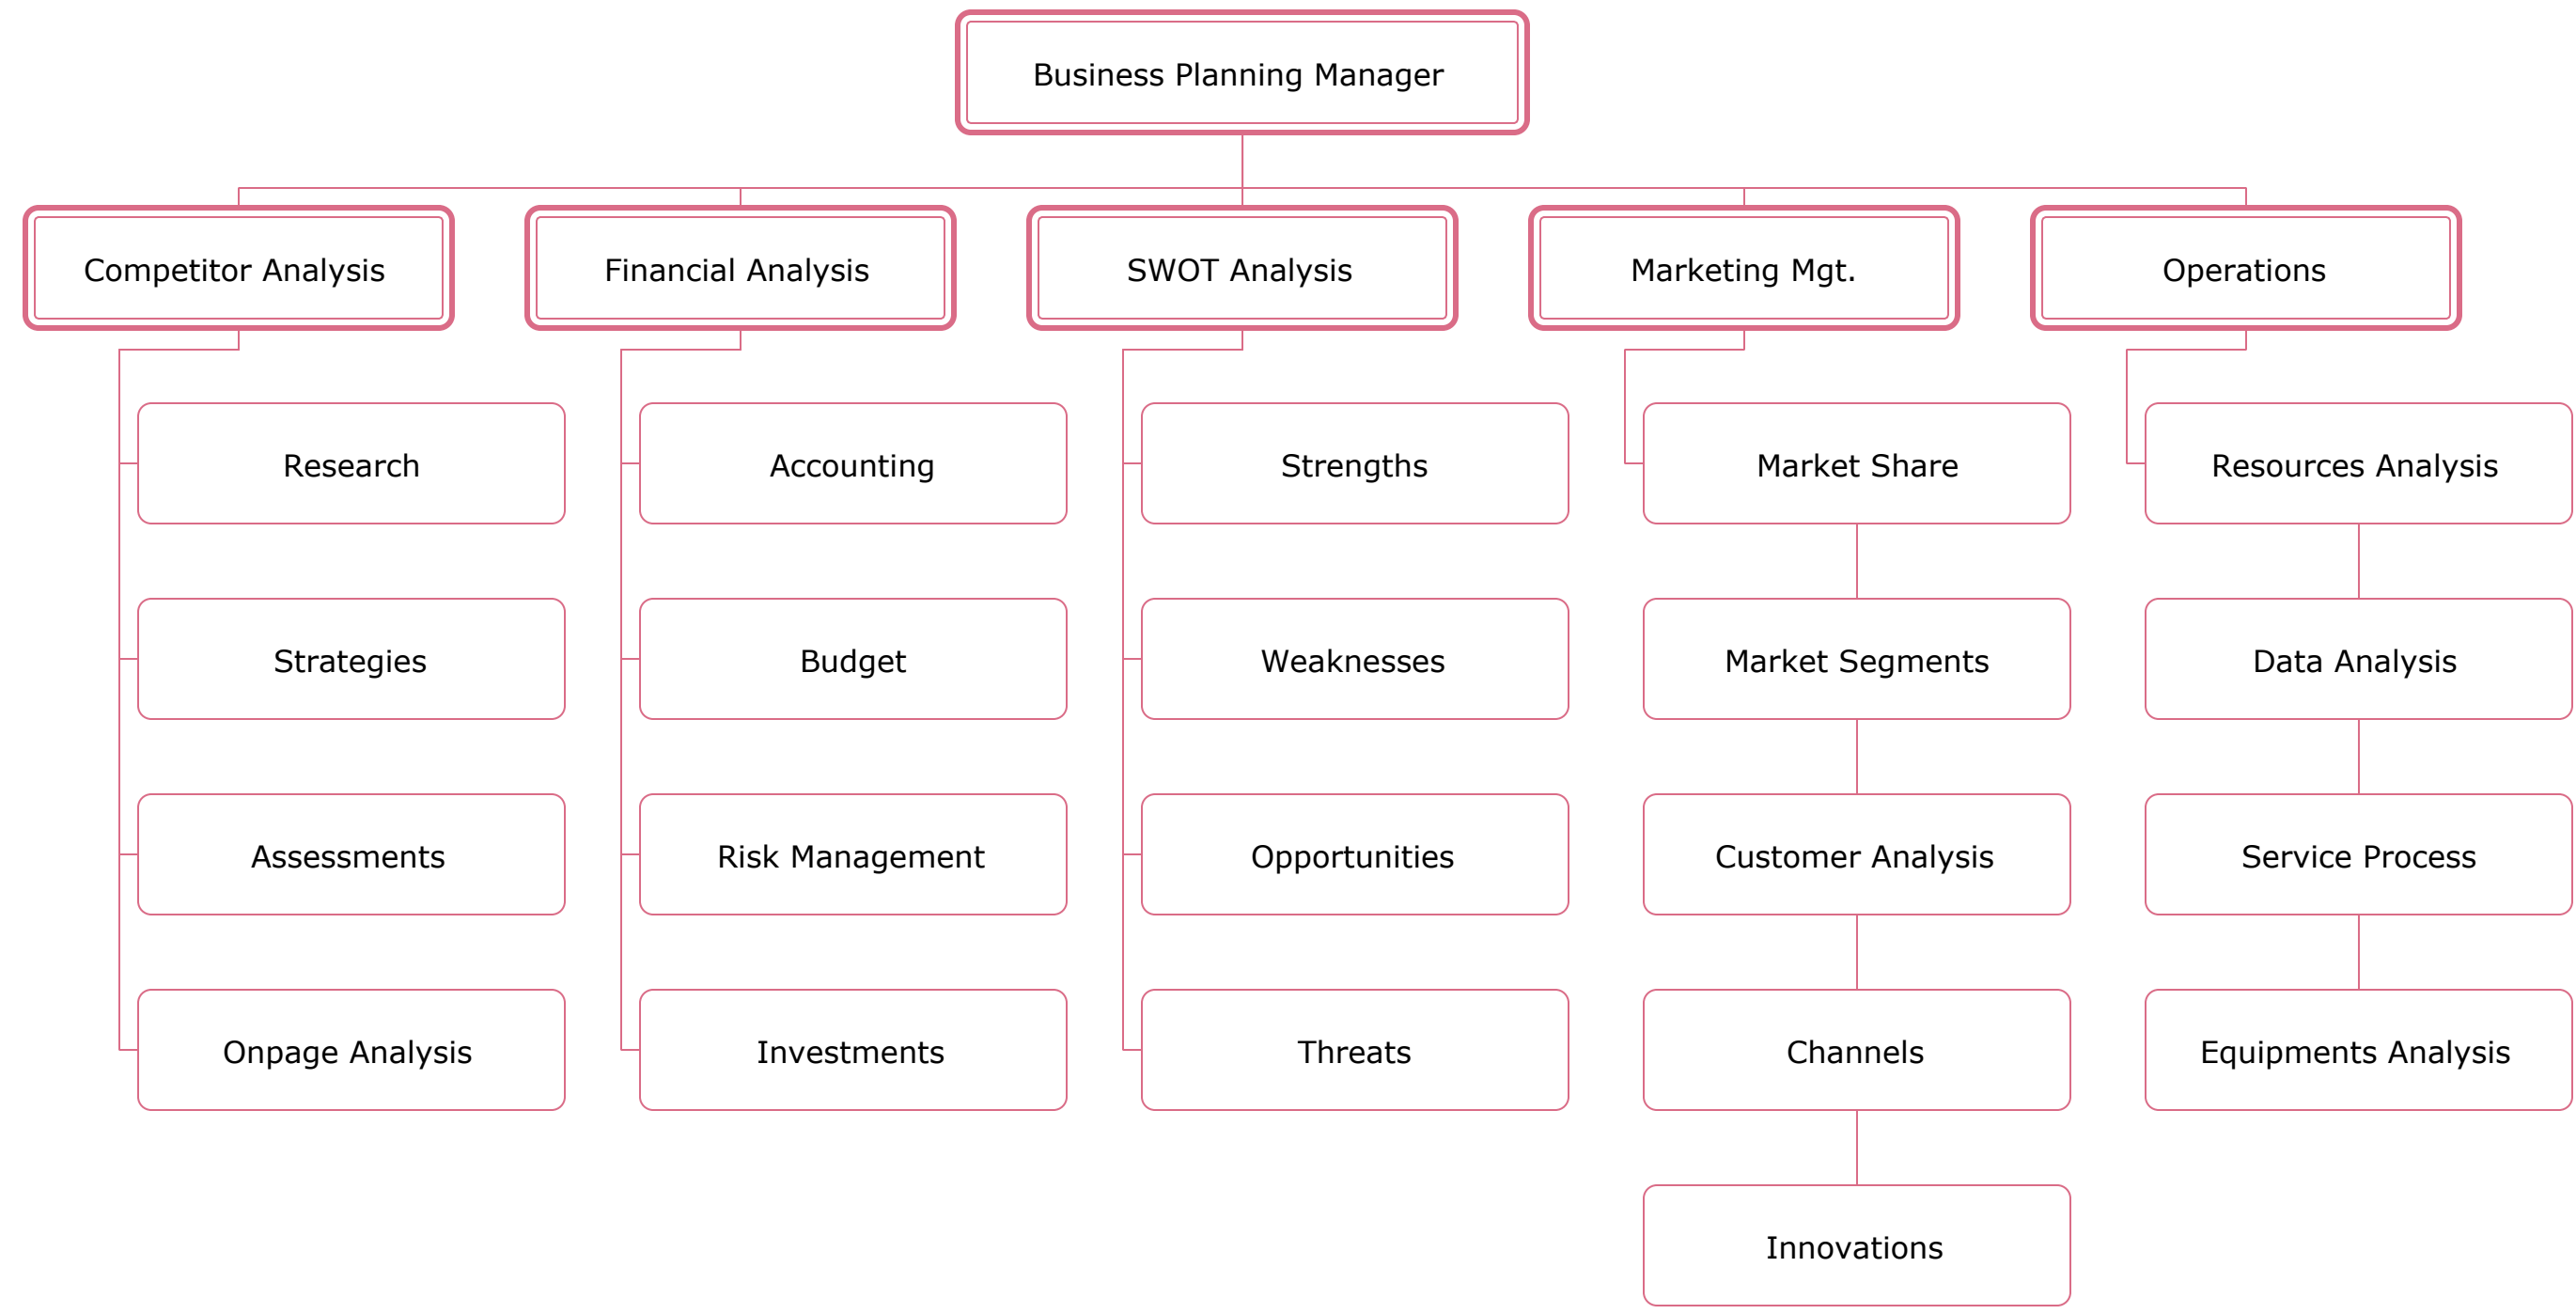 Business Planning Manager
Competitor Analysis
Financial Analysis
SWOT Analysis
Marketing Mgt.
Operations
Research
Accounting
Strengths
Market Share
Resources Analysis
Strategies
Budget
Weaknesses
Market Segments
Data Analysis
Assessments
Risk Management
Opportunities
Customer Analysis
Service Process
Onpage Analysis
Investments
Threats
Channels
Equipments Analysis
Innovations